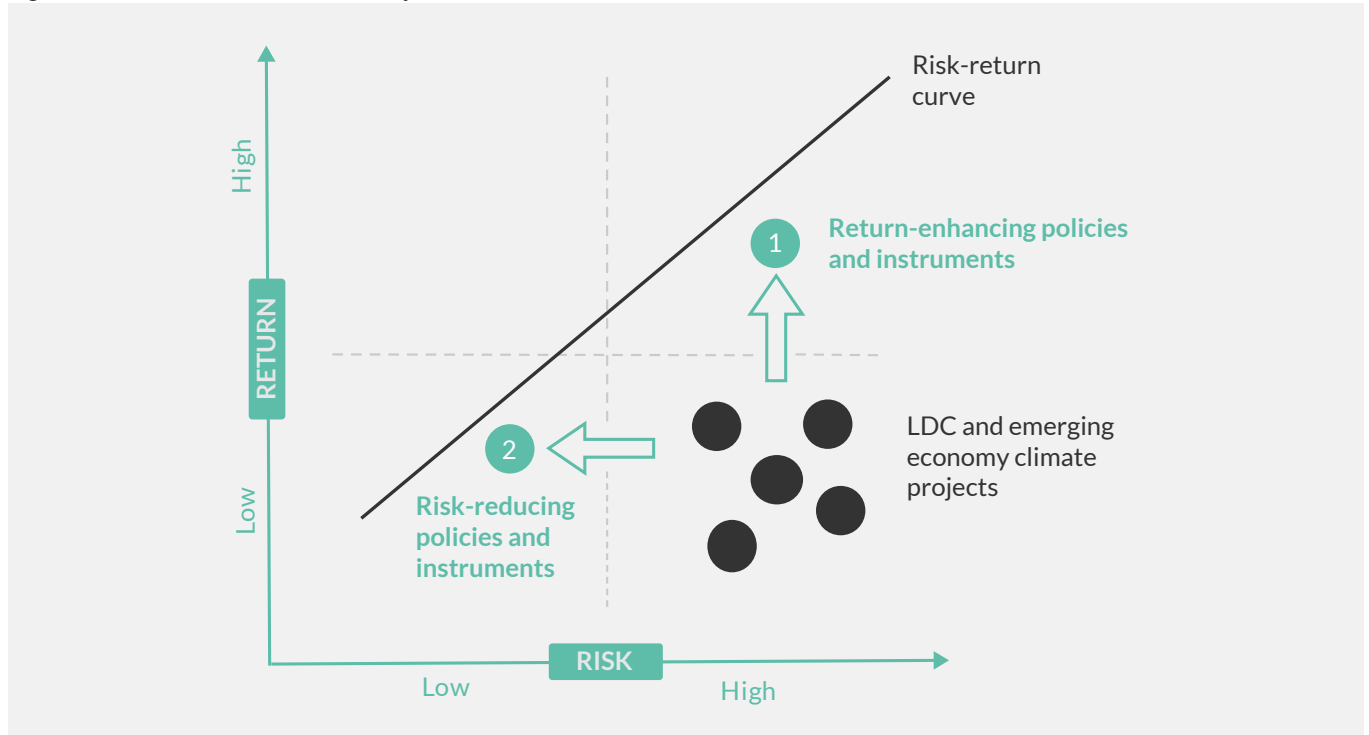 Risk-return
curve
High
1
Return-enhancing policies
and instruments
RETURN
2
LDC and emerging
economy climate
projects
Low
Risk-reducing
policies and
instruments
RISK
Low
High